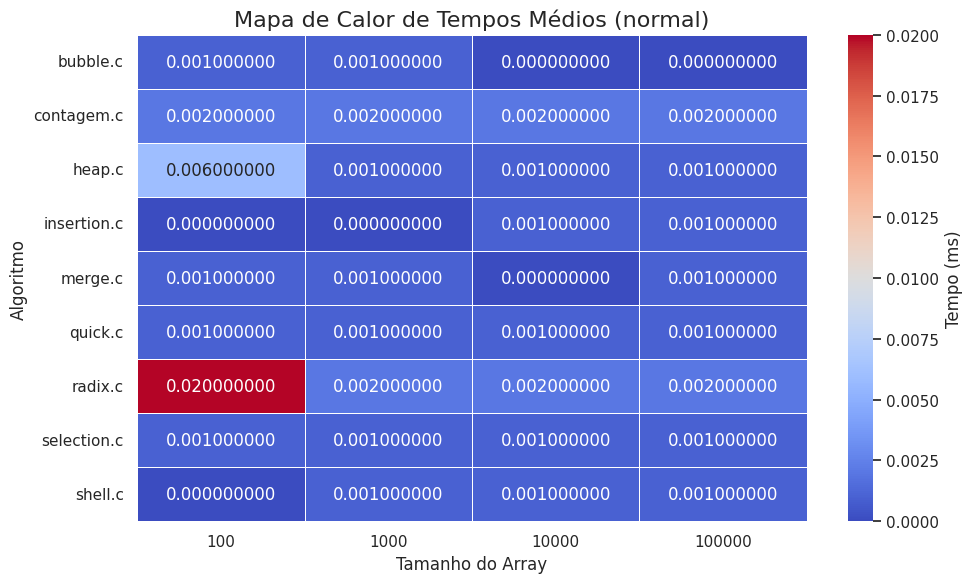 Mapa de Calor de Tempos Médios (normal)
Algoritmo
bubble.c 0.001000000 0.001000000 0.000000000 0.000000000
contagem.c 0.002000000 0.002000000 0.002000000 0.002000000
heap.c 0.006000000 0.001000000 0.001000000 0.001000000
insertion.c 0.000000000 0.000000000 0.001000000 0.001000000
merge.c 0.001000000 0.001000000 0.000000000 0.001000000
quick.c 0.001000000 0.001000000 0.001000000 0.001000000
radix.c 0.020000000 0.002000000 0.002000000 0.002000000
selection.c 0.001000000 0.001000000 0.001000000 0.001000000
shell.c 0.000000000 0.001000000 0.001000000 0.001000000
100 1000 10000 100000
Tamanho do Array
0.0200
0.0175
0.0150
0.0125
0.0100
0.0075
0.0050
0.0025
0.0000
Tempo (ms)